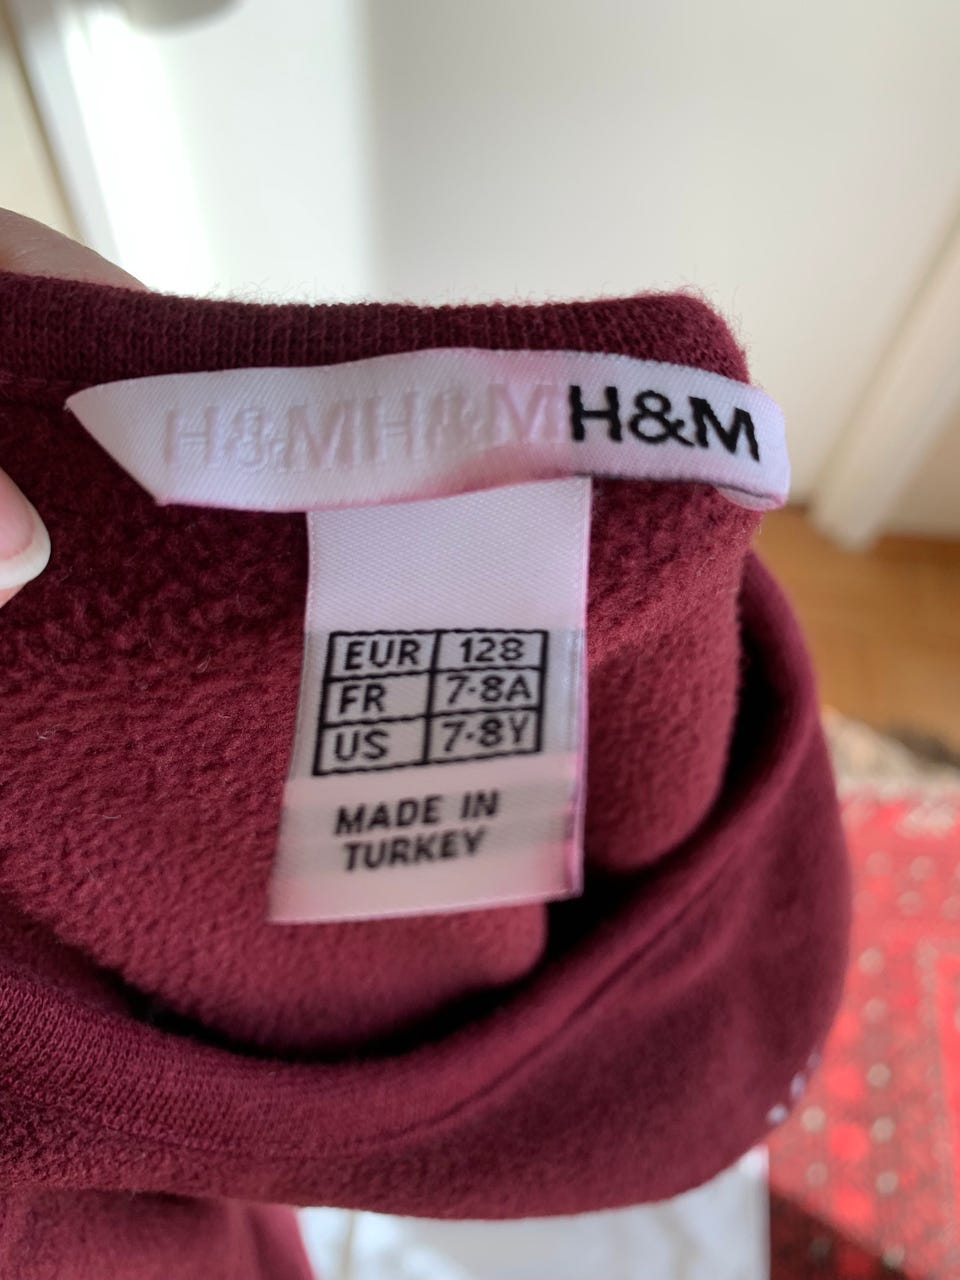 H&MH&MH&M
EUR 128
FR 7-8A
US 7-8Y
MADE IN
TURKEY